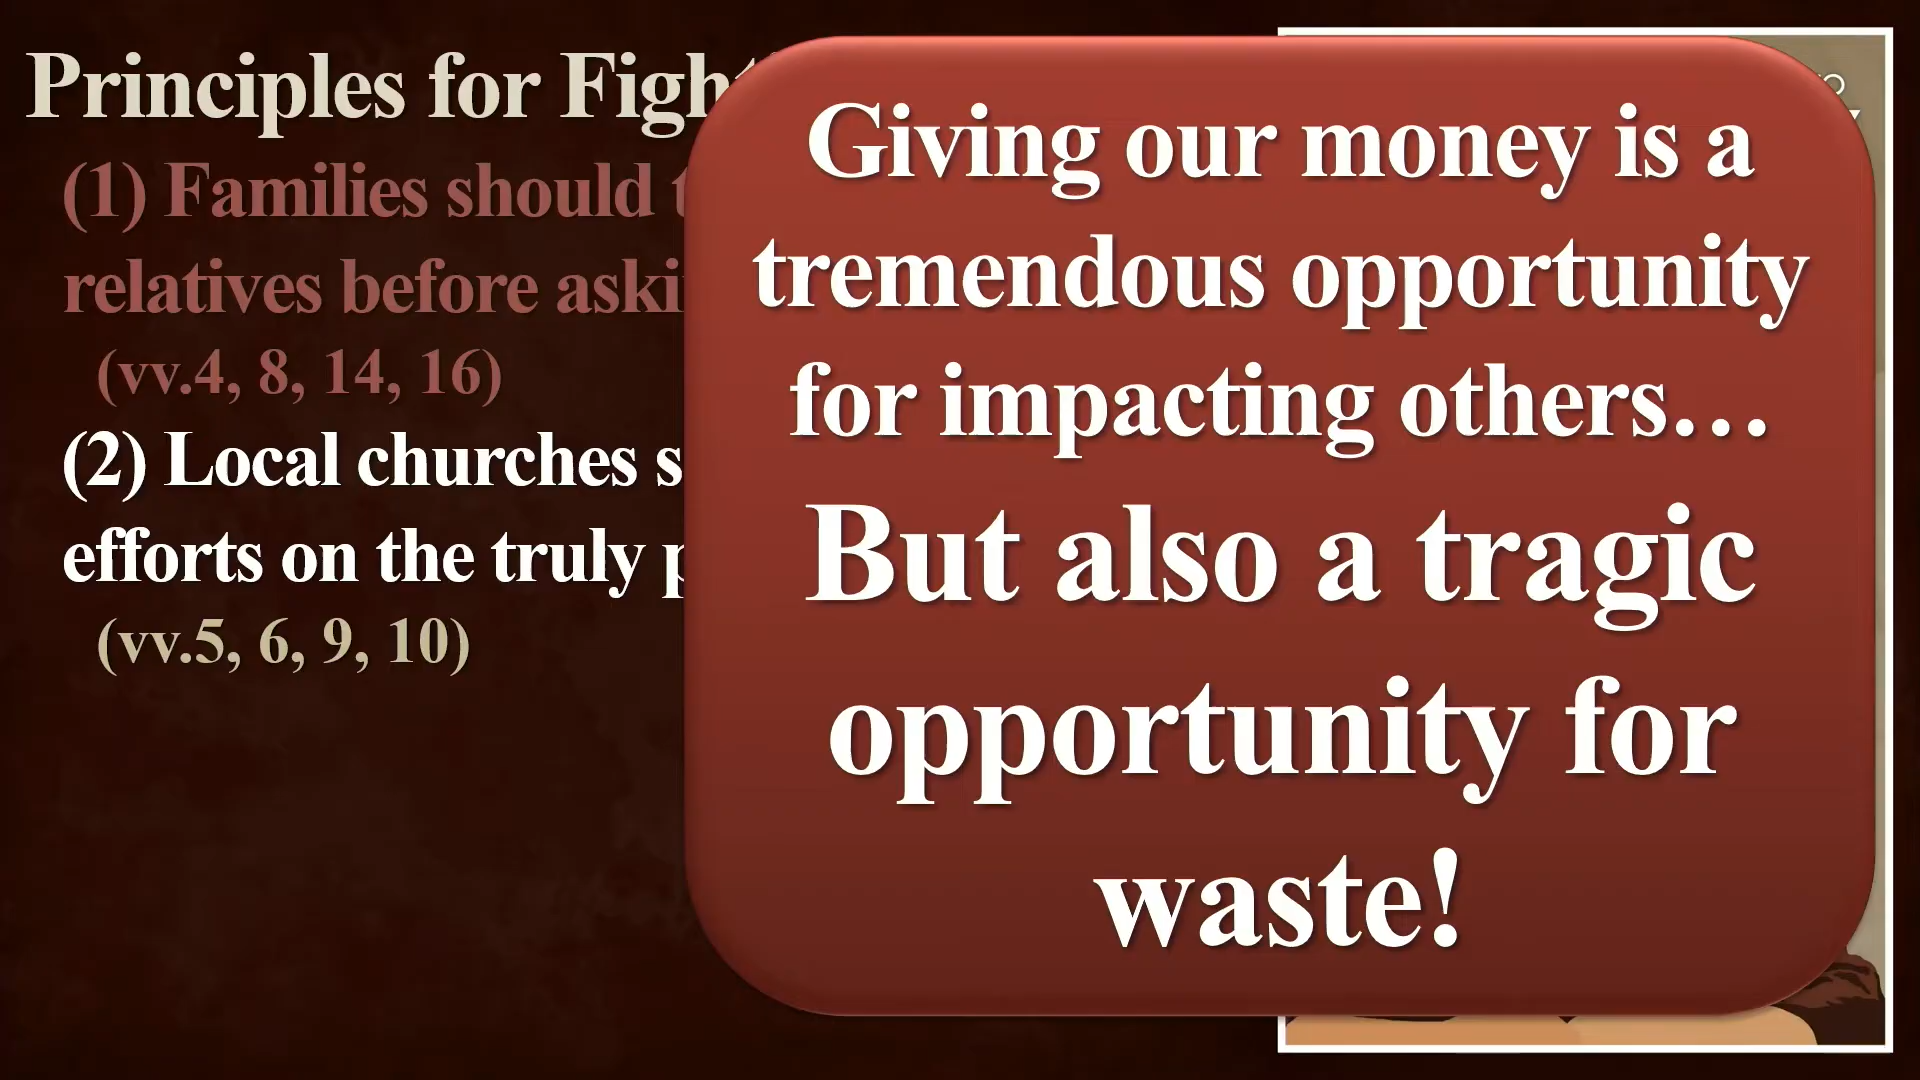 Principles for
(1) Families should
relatives before
(vv.4, 8, 14, 16)
(2) Local churches
efforts on the truly
(vv.5, 6, 9, 10)
Giving our money is a
tremendous opportunity
for impacting others…
But also a tragic
opportunity for
waste!